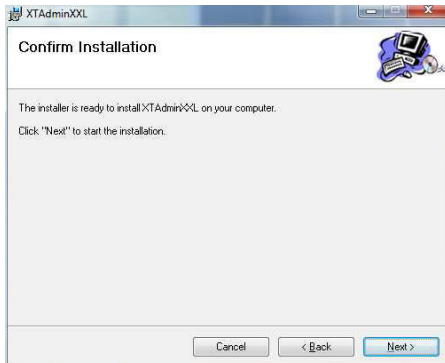 XTAdminXXL
Confirm Installation
The installer is ready to install XTAdminXXL on your computer.
Click "Next" to start the installation.
Cancel
< Back
Next >